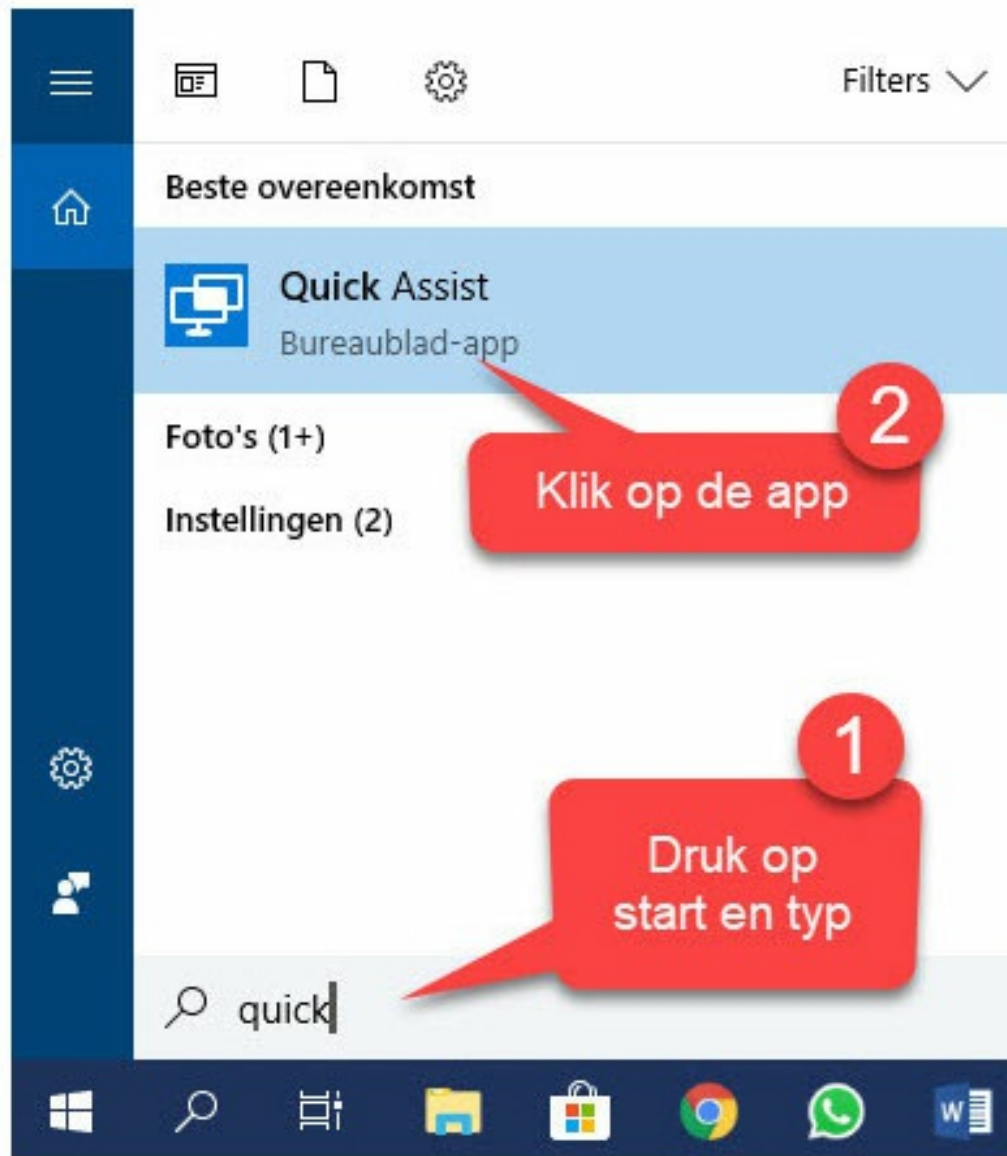 Filters
Beste overeenkomst
Quick Assist
Bureaublad-app
2
Klik op de app
Foto's (1+)
Instellingen (2)
1
Druk op
start en typ
quick
W